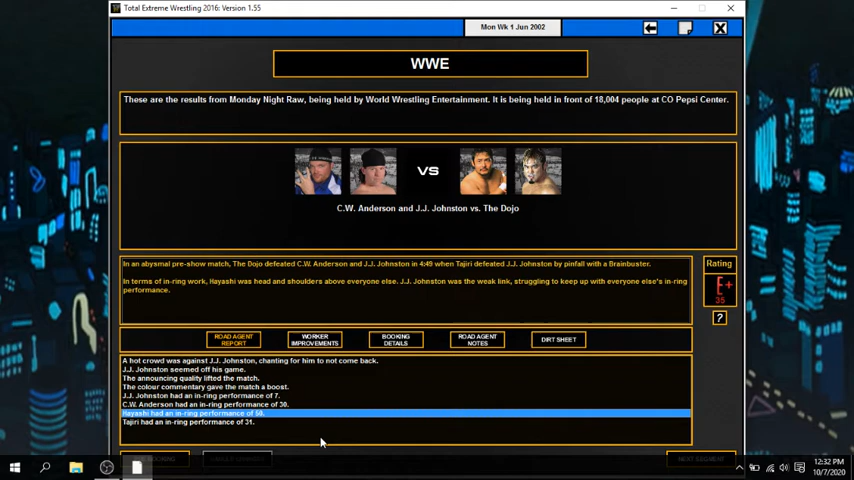 Total Extreme Wrestling 2016: Version 1.55
Mon Wk 1 Jun 2002
WWE
These are the results from Monday Night Raw, being held by World Wrestling Entertainment. It is being held in front of 18,004 people at CO Pepsi Center.
VS
C.W. Anderson and J.J. Johnston vs. The Dojo
In an abysmal pre-show match, The Dojo defeated C.W. Anderson and J.J. Johnston in 4:49 when Tajiri defeated J.J. Johnston by pinfall with a Brainbuster.
In terms of in-ring work, Hayashi was head and shoulders above everyone else. J.J. Johnston was the weak link, struggling to keep up with everyone else's in-ring
performance.
Rating
E+
35
?
ROAD AGENT
REPORT
WORKER
IMPROVEMENTS
BOOKING
DETAILS
ROAD AGENT
NOTES
DIRT SHEET
A hot crowd was against J.J. Johnston, chanting for him to not come back.
J.J. Johnston seemed off his game.
The announcing quality lifted the match.
The colour commentary gave the match a boost.
J.J. Johnston had an in-ring performance of 7.
C.W. Anderson had an in-ring performance of 30.
Hayashi had an in-ring performance of 50.
Tajiri had an in-ring performance of 31.
NEXT SEGMENT
12:32 PM
10/7/2020